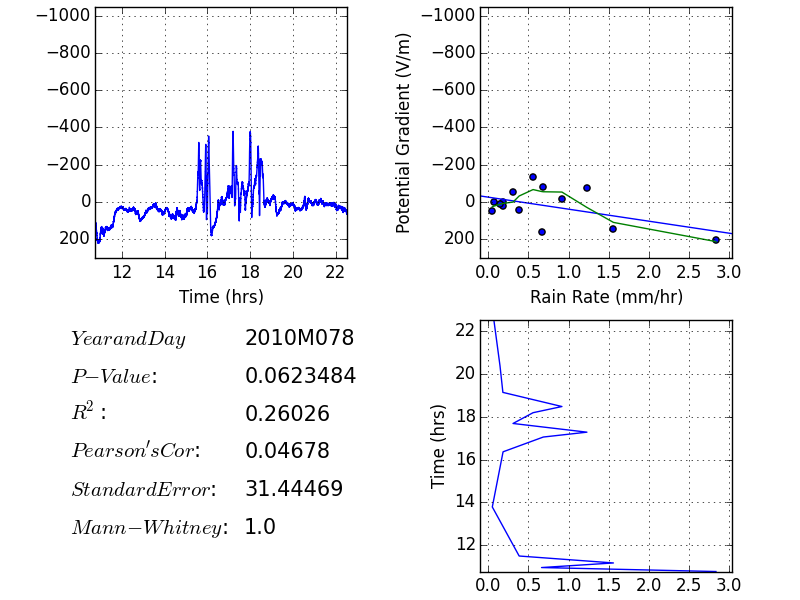 −1000
−800
−600
−400
−200
0
200
12 14 16 18 20 22
Time (hrs)
Potential Gradient (V/m)
−1000
−800
−600
−400
−200
0
200
0.0 0.5 1.0 1.5 2.0 2.5 3.0
Rain Rate (mm/hr)
YearandDay 2010M078
P−Value: 0.0623484
R²: 0.26026
Pearson'sCor: 0.04678
StandardError: 31.44469
Mann−Whitney: 1.0
Time (hrs)
22
20
18
16
14
12
0.0 0.5 1.0 1.5 2.0 2.5 3.0